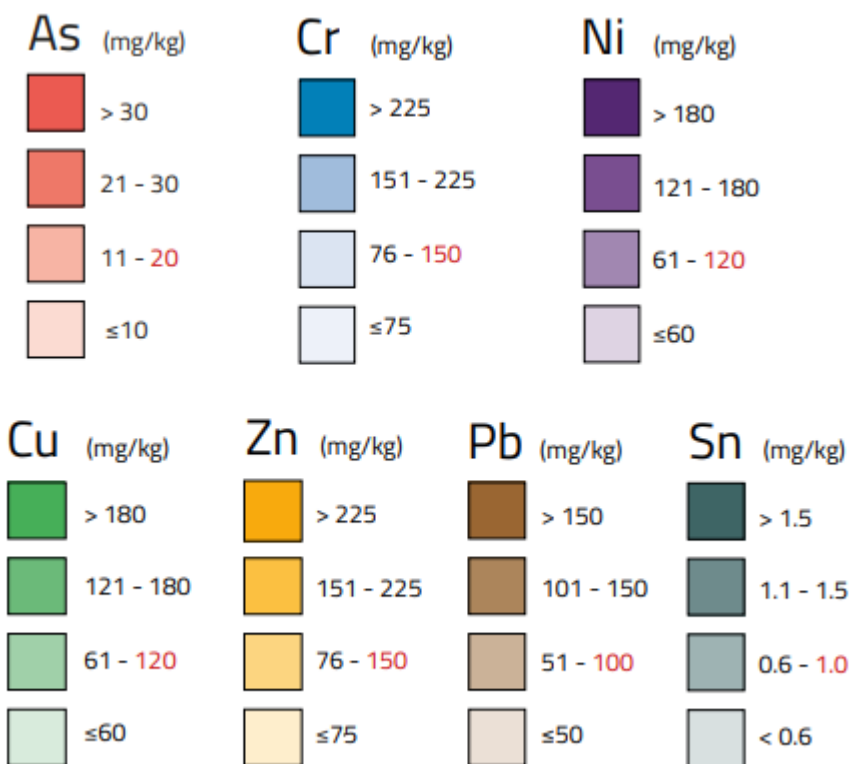 As (mg/kg)
> 30
21 - 30
11 - 20
≤10
Cr (mg/kg)
> 225
151 - 225
76 - 150
≤75
Ni (mg/kg)
> 180
121 - 180
61 - 120
≤60
Cu (mg/kg)
> 180
121 - 180
61 - 120
≤60
Zn (mg/kg)
> 225
151 - 225
76 - 150
≤75
Pb (mg/kg)
> 150
101 - 150
51 - 100
≤50
Sn (mg/kg)
> 1.5
1.1 - 1.5
0.6 - 1.0
< 0.6